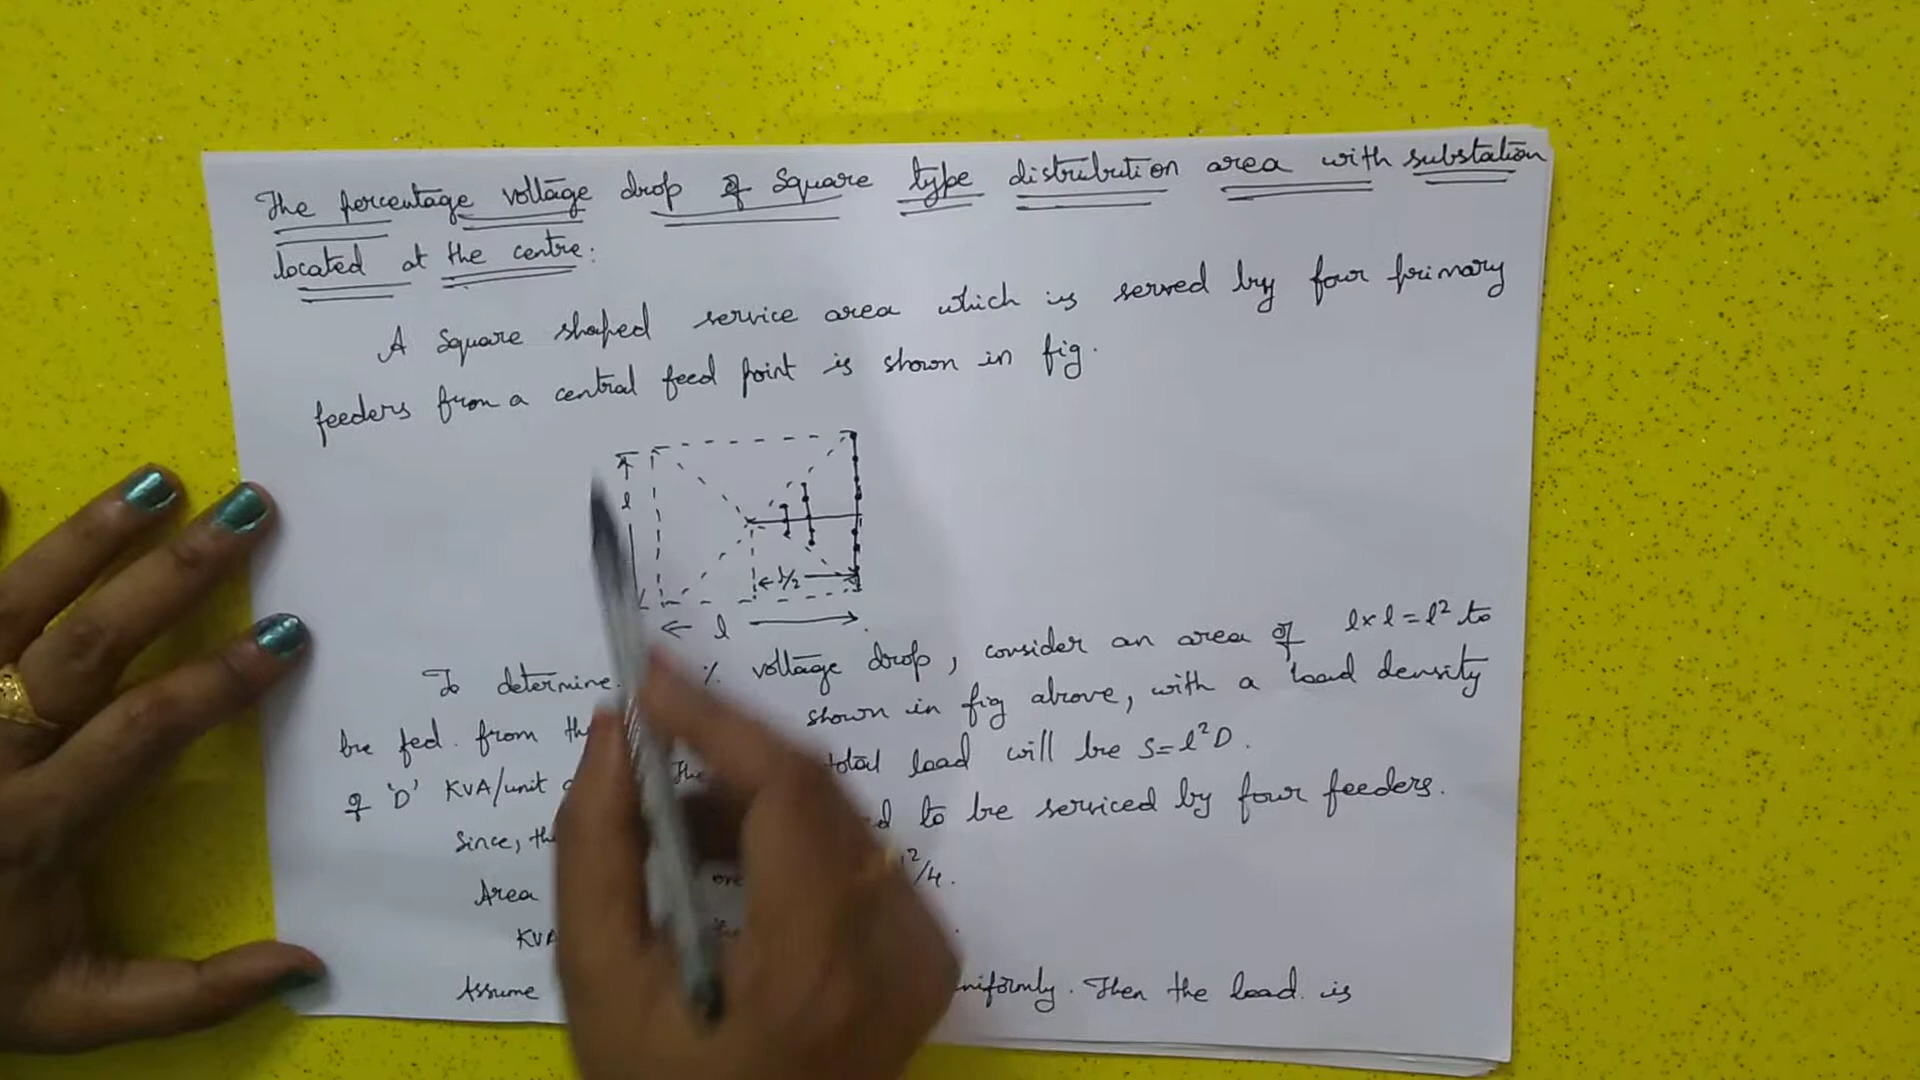 The percentage voltage drop of Square type distribution area with substation
located at the centre:
A Square shaped service area which is served by four primary
feeders from a central feed point is shown in fig.
l
l/2
l
To determine % voltage drop, consider an area of l×l=l² to
be fed. from the shown in fig above, with a load density
of 'D' KVA/unit The total load will be S=l²D.
Since, the to be serviced by four feeders.
Area l²/4.
KVA
Assume uniformly. Then the load is